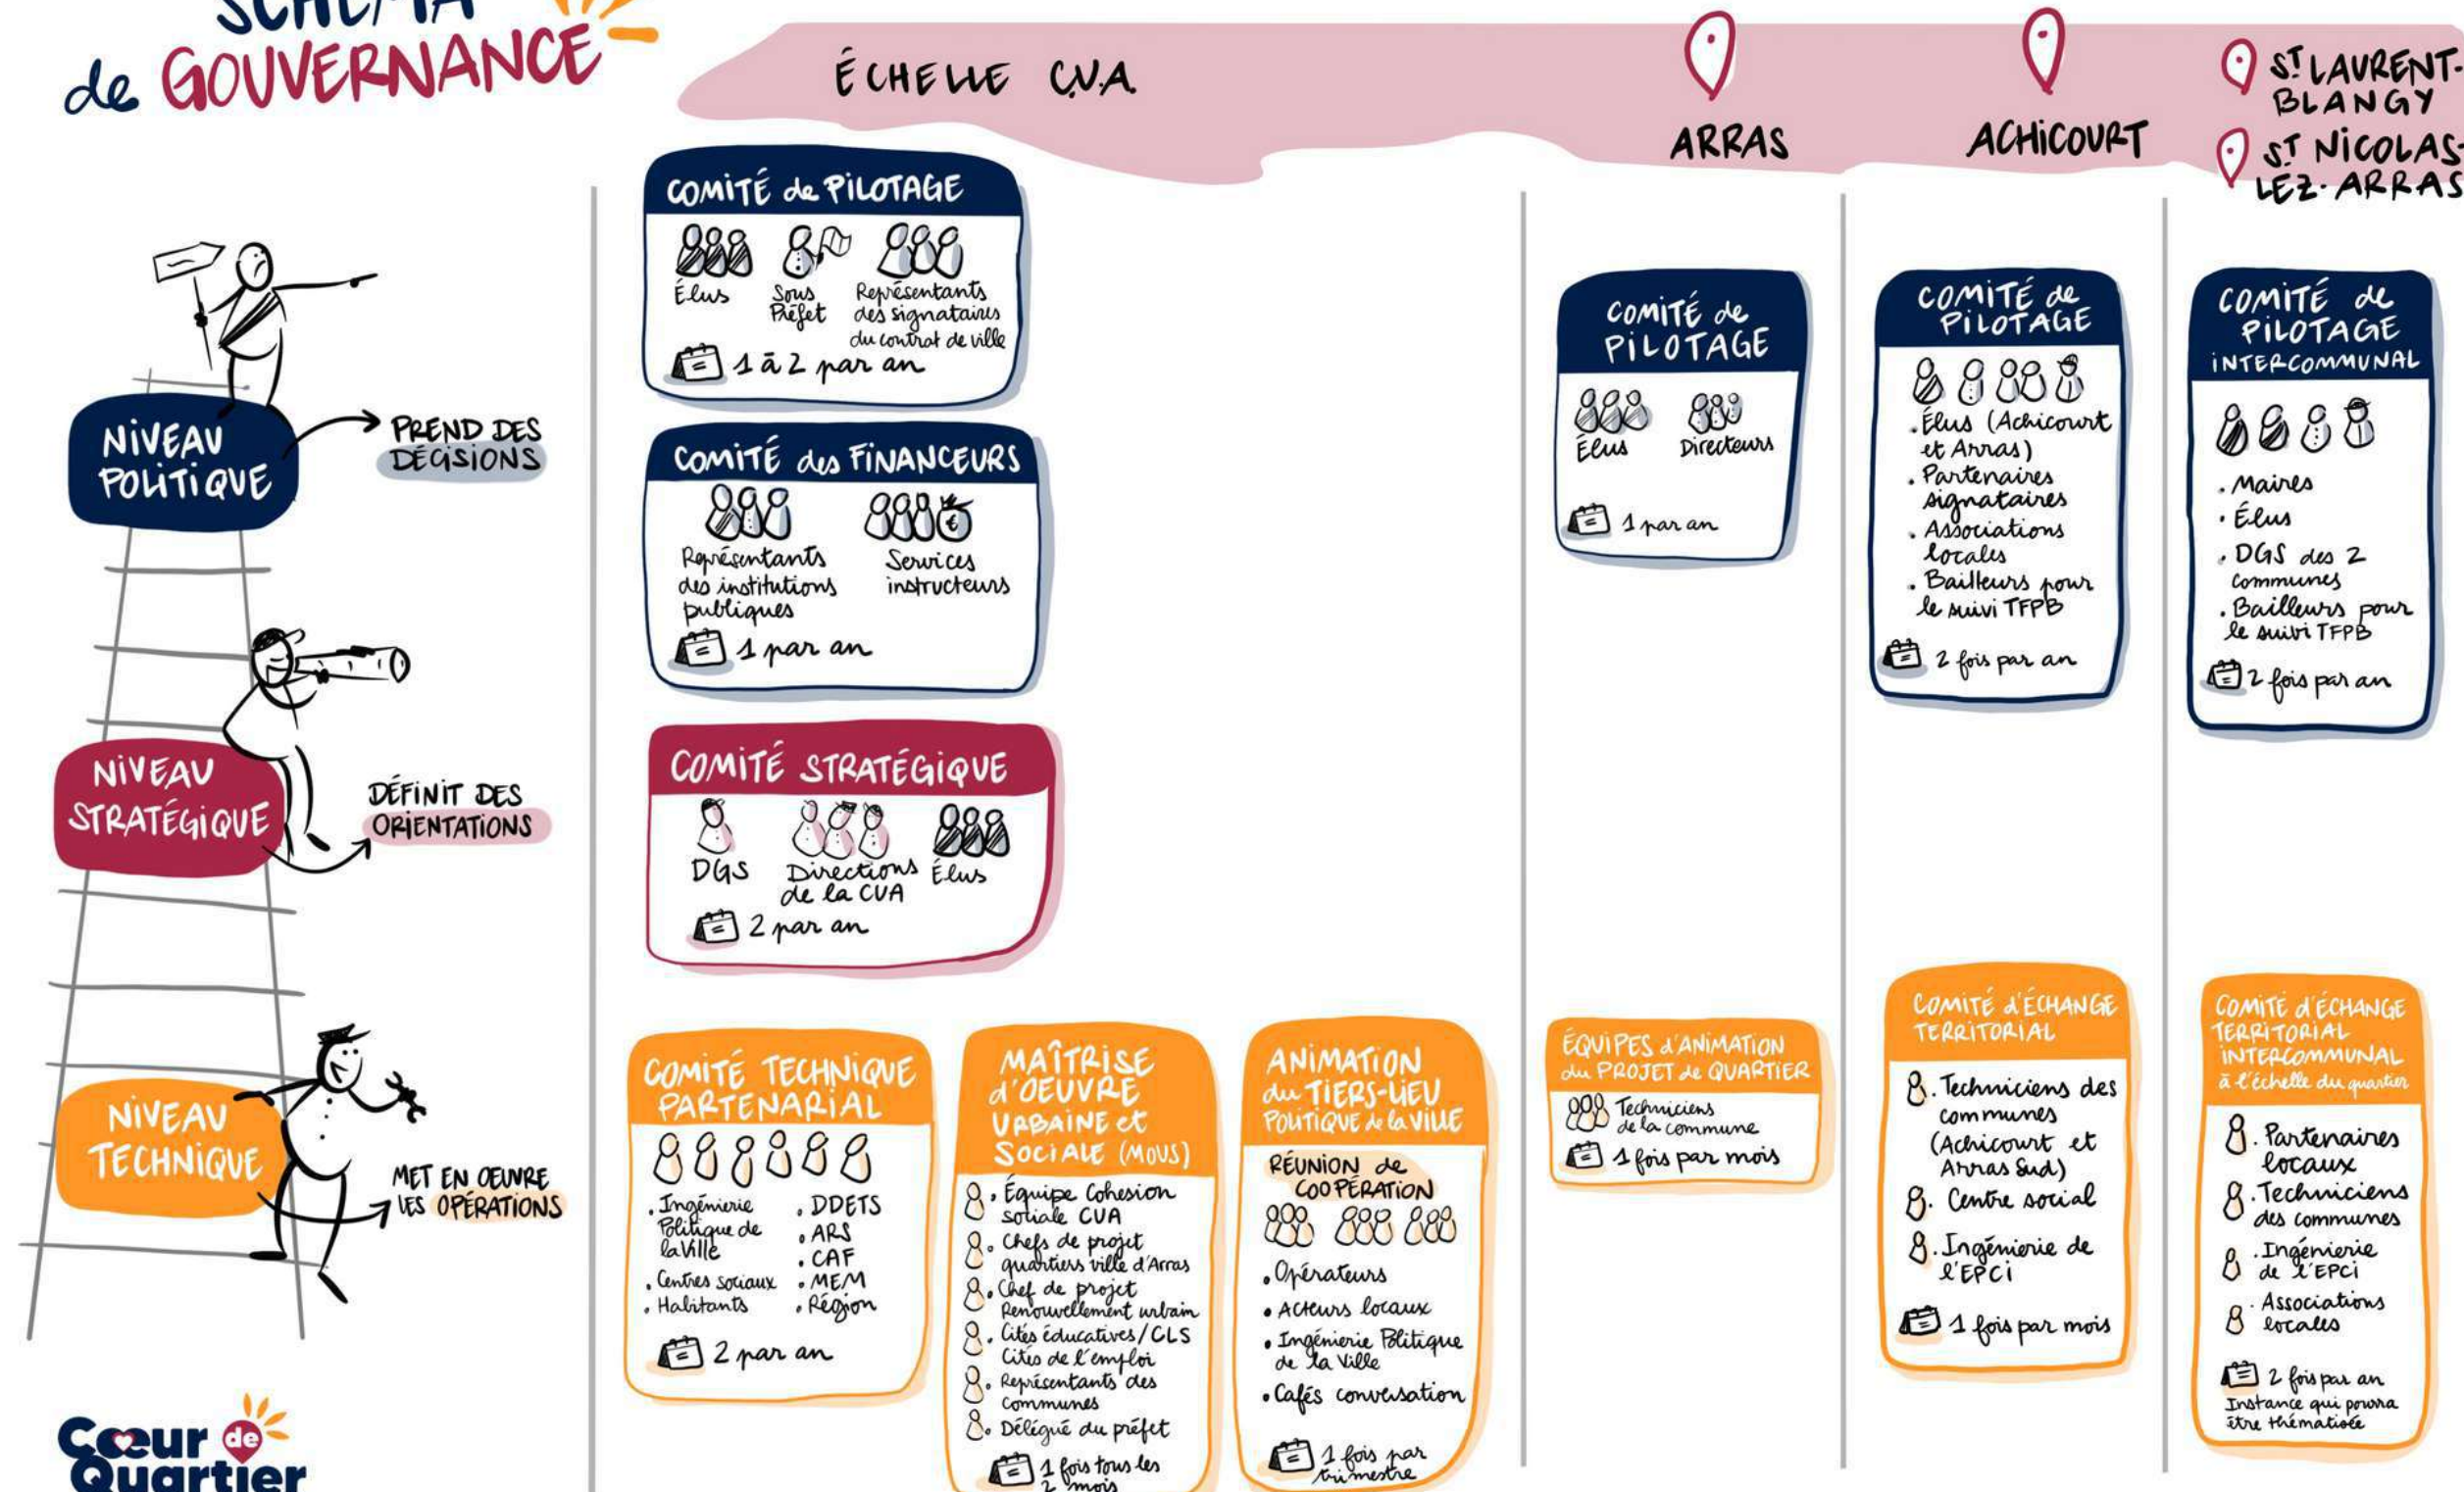 SCHÉMA
de GOUVERNANCE
ÉCHELLE C.U.A.
ARRAS
ACHICOURT
ST LAURENT-
BLANGY
ST NICOLAS-
LEZ-ARRAS
NIVEAU
POLITIQUE
PREND DES
DÉCISIONS
NIVEAU
STRATÉGIQUE
DÉFINIT DES
ORIENTATIONS
NIVEAU
TECHNIQUE
MET EN OEUVRE
LES OPÉRATIONS
COMITÉ de PILOTAGE
Élus
Sous
Préfet
Représentants
des signataires
du contrat de ville
1 à 2 par an
COMITÉ des FINANCEURS
Représentants
des institutions
publiques
Services
instructeurs
1 par an
COMITÉ STRATÉGIQUE
DGS
Directions
de la CUA
Élus
2 par an
COMITÉ TECHNIQUE
PARTENARIAL
. Ingénierie
Politique de
la Ville
. Centres sociaux
. Habitants
. DDETS
. ARS
. CAF
. MEM
. Région
2 par an
MAÎTRISE
d'OEUVRE
URBAINE et
SOCIALE (MOUS)
. Équipe Cohesion
sociale CUA
. Chefs de projet
quartiers ville d'Arras
. Chef de projet
Renouvellement urbain
. Cités éducatives/CLS
Cités de l'emploi
. Représentants des
communes
. Délégué du préfet
1 fois tous les
2 mois
ANIMATION
du TIERS-LIEU
POLITIQUE de la VILLE
RÉUNION de
COOPÉRATION
. Opérateurs
. Acteurs locaux
. Ingénierie Politique
de la Ville
. Cafés conversation
1 fois par
trimestre
COMITÉ de
PILOTAGE
Élus
Directeurs
1 par an
ÉQUIPES d'ANIMATION
du PROJET de QUARTIER
Techniciens
de la commune
1 fois par mois
COMITÉ de
PILOTAGE
. Élus (Achicourt
et Arras)
. Partenaires
signataires
. Associations
locales
. Bailleurs pour
le suivi TFPB
2 fois par an
COMITÉ d'ÉCHANGE
TERRITORIAL
. Techniciens des
communes
(Achicourt et
Arras Sud)
. Centre social
. Ingénierie de
l'EPCI
1 fois par mois
COMITÉ de
PILOTAGE
INTERCOMMUNAL
. Maires
. Élus
. DGS des 2
communes
. Bailleurs pour
le suivi TFPB
2 fois par an
COMITÉ d'ÉCHANGE
TERRITORIAL
INTERCOMMUNAL
à l'échelle du quartier
. Partenaires
locaux
. Techniciens
des communes
. Ingénierie
de l'EPCI
. Associations
locales
2 fois par an
Instance qui pourra
être thématisée
Cœur de
Quartier